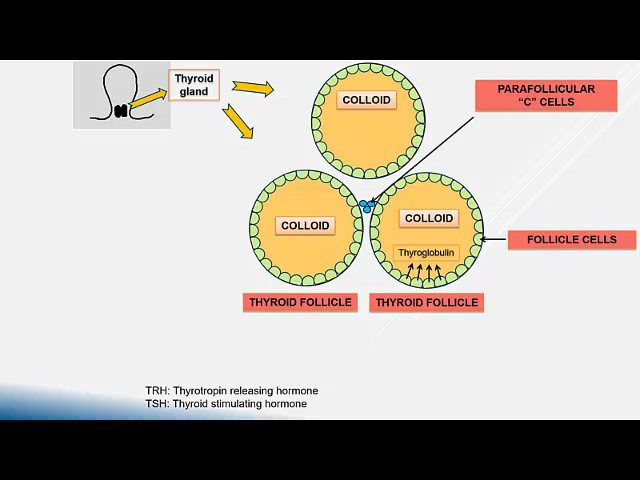 Thyroid
gland
COLLOID
PARAFOLLICULAR
“C” CELLS
COLLOID
COLLOID
Thyroglobulin
FOLLICLE CELLS
THYROID FOLLICLE
THYROID FOLLICLE
TRH: Thyrotropin releasing hormone
TSH: Thyroid stimulating hormone